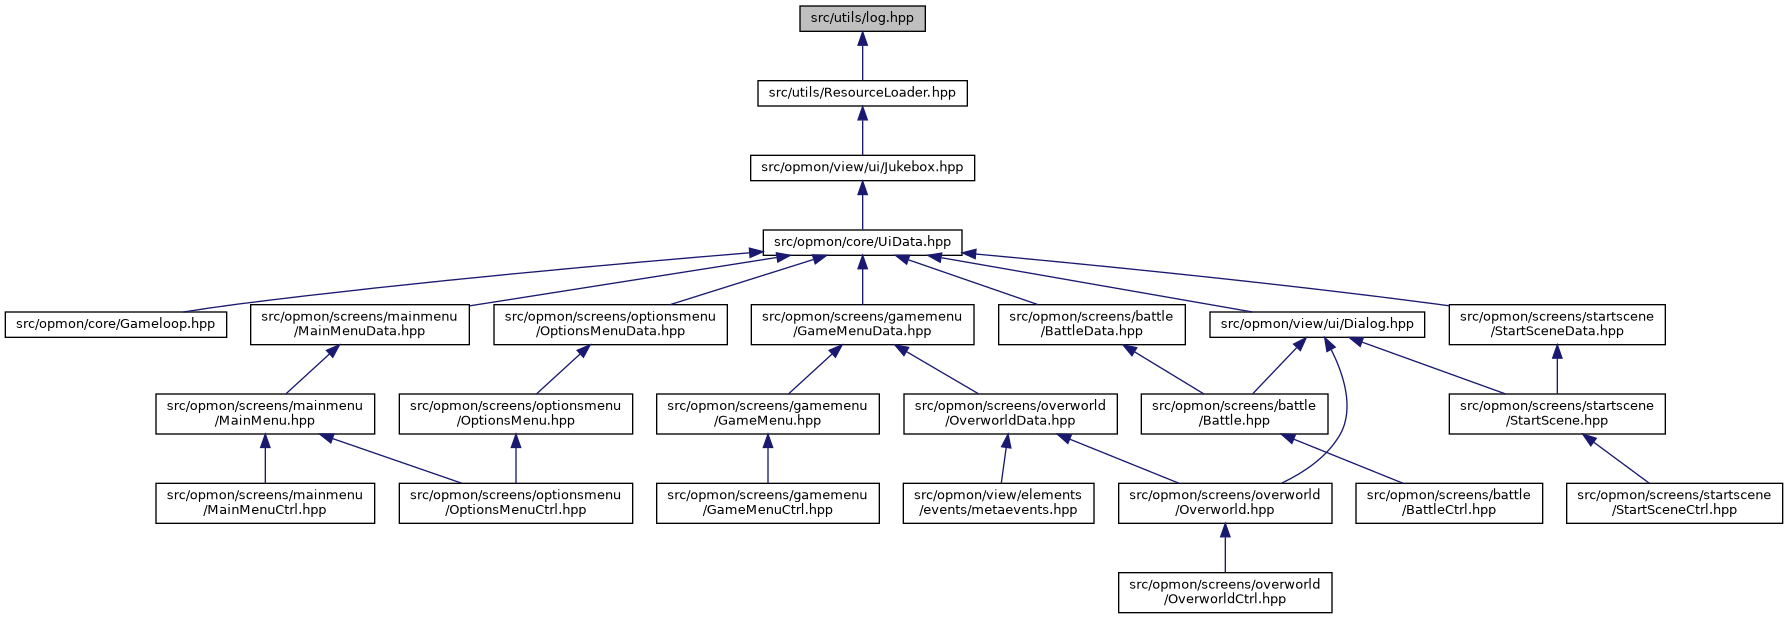 src/utils/log.hpp
src/utils/ResourceLoader.hpp
src/opmon/view/ui/Jukebox.hpp
src/opmon/core/UiData.hpp
src/opmon/core/Gameloop.hpp
src/opmon/screens/mainmenu
/MainMenuData.hpp
src/opmon/screens/optionsmenu
/OptionsMenuData.hpp
src/opmon/screens/gamemenu
/GameMenuData.hpp
src/opmon/screens/battle
/BattleData.hpp
src/opmon/view/ui/Dialog.hpp
src/opmon/screens/startscene
/StartSceneData.hpp
src/opmon/screens/mainmenu
/MainMenu.hpp
src/opmon/screens/optionsmenu
/OptionsMenu.hpp
src/opmon/screens/gamemenu
/GameMenu.hpp
src/opmon/screens/overworld
/OverworldData.hpp
src/opmon/screens/battle
/Battle.hpp
src/opmon/screens/startscene
/StartScene.hpp
src/opmon/screens/mainmenu
/MainMenuCtrl.hpp
src/opmon/screens/optionsmenu
/OptionsMenuCtrl.hpp
src/opmon/screens/gamemenu
/GameMenuCtrl.hpp
src/opmon/view/elements
/events/metaevents.hpp
src/opmon/screens/overworld
/Overworld.hpp
src/opmon/screens/battle
/BattleCtrl.hpp
src/opmon/screens/startscene
/StartSceneCtrl.hpp
src/opmon/screens/overworld
/OverworldCtrl.hpp